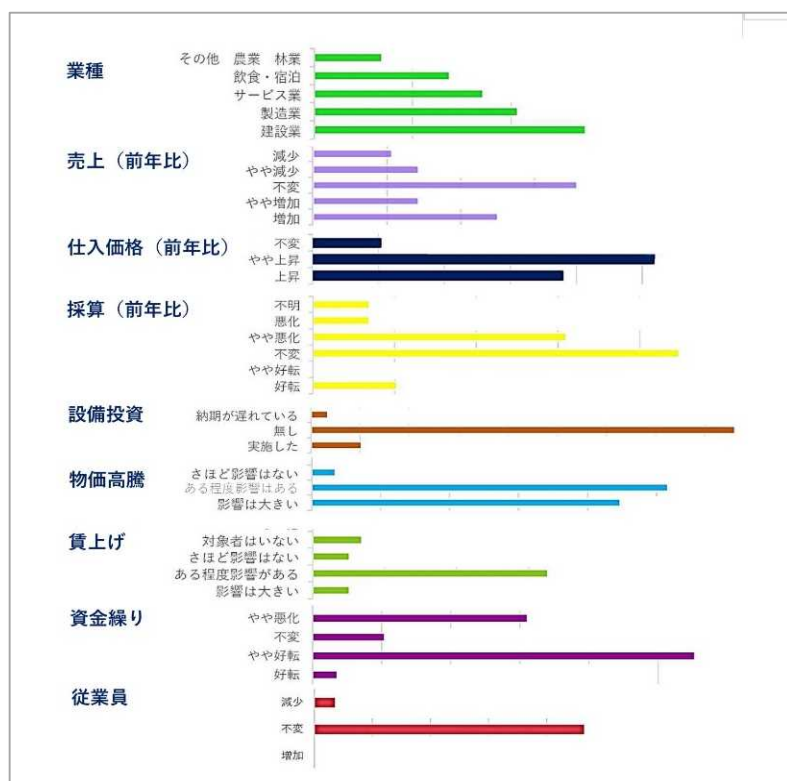 業種
その他　農業　林業
飲食・宿泊
サービス業
製造業
建設業
売上（前年比）
減少
やや減少
不変
やや増加
増加
仕入価格（前年比）
不変
やや上昇
上昇
採算（前年比）
不明
悪化
やや悪化
不変
やや好転
好転
設備投資
納期が遅れている
無し
実施した
物価高騰
さほど影響はない
ある程度影響はある
影響は大きい
賃上げ
対象者はいない
さほど影響はない
ある程度影響がある
影響は大きい
資金繰り
やや悪化
不変
やや好転
好転
従業員
減少
不変
増加